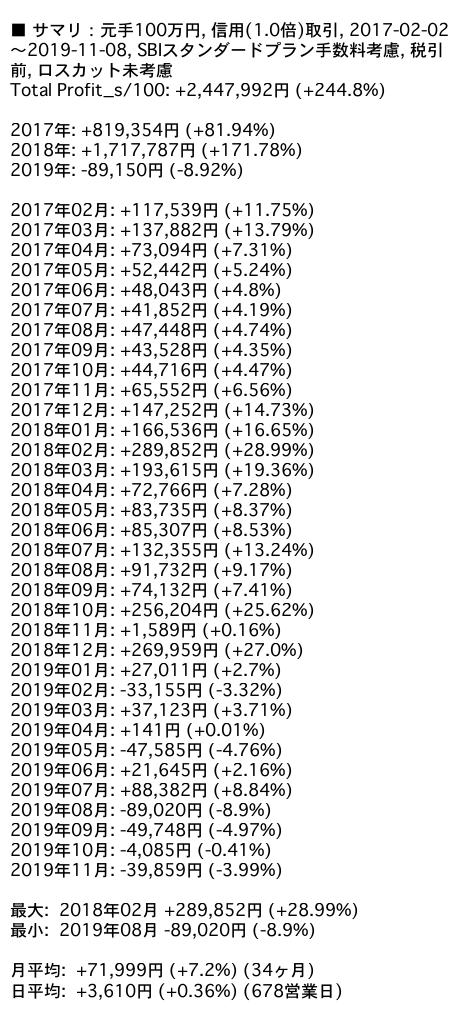 ■ サマリ：元手100万円, 信用(1.0倍)取引, 2017-02-02
〜2019-11-08, SBIスタンダードプラン手数料考慮, 税引
前, ロスカット未考慮
Total Profit_s/100: +2,447,992円 (+244.8%)
2017年: +819,354円 (+81.94%)
2018年: +1,717,787円 (+171.78%)
2019年: -89,150円 (-8.92%)
2017年02月: +117,539円 (+11.75%)
2017年03月: +137,882円 (+13.79%)
2017年04月: +73,094円 (+7.31%)
2017年05月: +52,442円 (+5.24%)
2017年06月: +48,043円 (+4.8%)
2017年07月: +41,852円 (+4.19%)
2017年08月: +47,448円 (+4.74%)
2017年09月: +43,528円 (+4.35%)
2017年10月: +44,716円 (+4.47%)
2017年11月: +65,552円 (+6.56%)
2017年12月: +147,252円 (+14.73%)
2018年01月: +166,536円 (+16.65%)
2018年02月: +289,852円 (+28.99%)
2018年03月: +193,615円 (+19.36%)
2018年04月: +72,766円 (+7.28%)
2018年05月: +83,735円 (+8.37%)
2018年06月: +85,307円 (+8.53%)
2018年07月: +132,355円 (+13.24%)
2018年08月: +91,732円 (+9.17%)
2018年09月: +74,132円 (+7.41%)
2018年10月: +256,204円 (+25.62%)
2018年11月: +1,589円 (+0.16%)
2018年12月: +269,959円 (+27.0%)
2019年01月: +27,011円 (+2.7%)
2019年02月: -33,155円 (-3.32%)
2019年03月: +37,123円 (+3.71%)
2019年04月: +141円 (+0.01%)
2019年05月: -47,585円 (-4.76%)
2019年06月: +21,645円 (+2.16%)
2019年07月: +88,382円 (+8.84%)
2019年08月: -89,020円 (-8.9%)
2019年09月: -49,748円 (-4.97%)
2019年10月: -4,085円 (-0.41%)
2019年11月: -39,859円 (-3.99%)
最大: 2018年02月 +289,852円 (+28.99%)
最小: 2019年08月 -89,020円 (-8.9%)
月平均: +71,999円 (+7.2%) (34ヶ月)
日平均: +3,610円 (+0.36%) (678営業日)